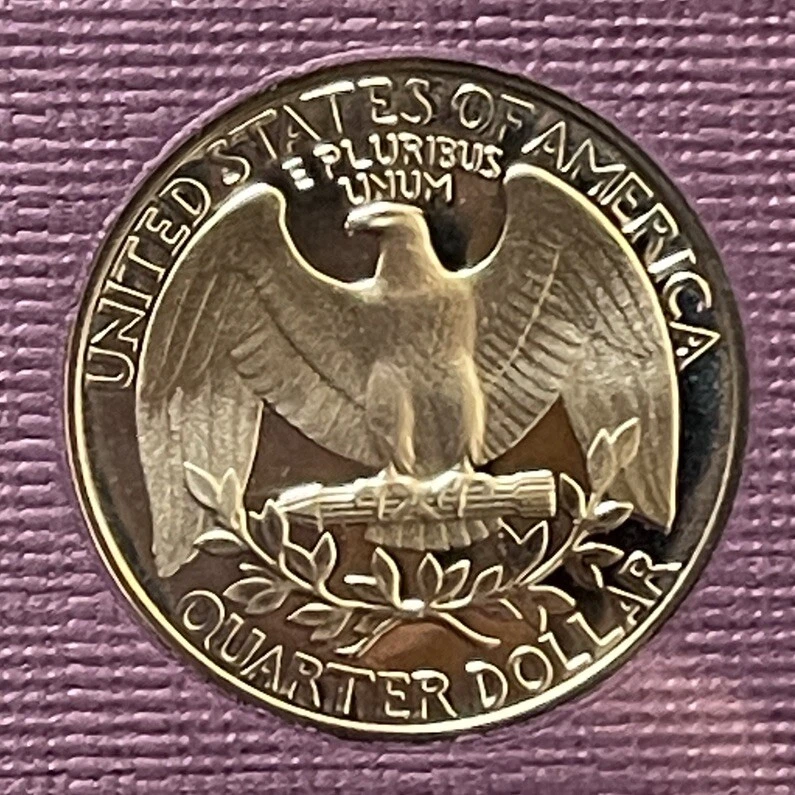 UNITED STATES OF AMERICA
E PLURIBUS
UNUM
QUARTER DOLLAR